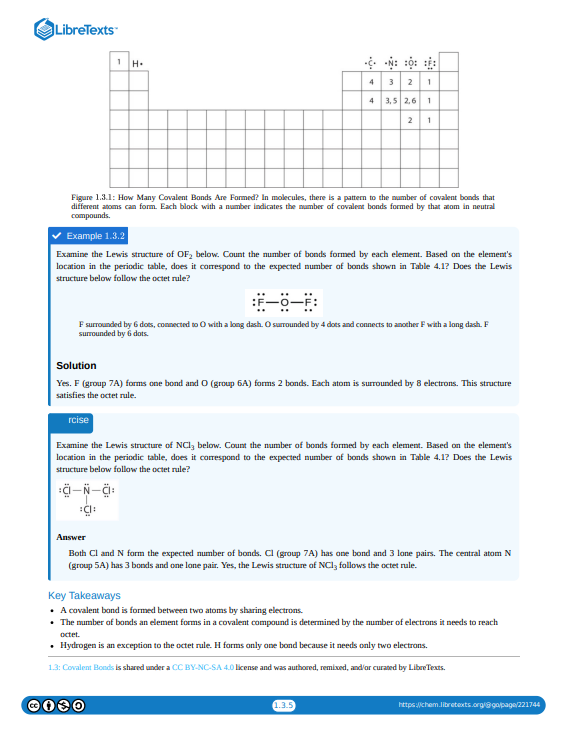 LibreTexts™
1 H•
·C· ·N: :O: :F:
4 3 2 1
4 3, 5 2, 6 1
2 1
Figure 1.3.1: How Many Covalent Bonds Are Formed? In molecules, there is a pattern to the number of covalent bonds that
different atoms can form. Each block with a number indicates the number of covalent bonds formed by that atom in neutral
compounds.
Example 1.3.2
Examine the Lewis structure of OF₂ below. Count the number of bonds formed by each element. Based on the element's
location in the periodic table, does it correspond to the expected number of bonds shown in Table 4.1? Does the Lewis
structure below follow the octet rule?
:F—O—F:
F surrounded by 6 dots, connected to O with a long dash. O surrounded by 4 dots and connects to another F with a long dash. F
surrounded by 6 dots.
Solution
Yes. F (group 7A) forms one bond and O (group 6A) forms 2 bonds. Each atom is surrounded by 8 electrons. This structure
satisfies the octet rule.
rcise
Examine the Lewis structure of NCl₃ below. Count the number of bonds formed by each element. Based on the element's
location in the periodic table, does it correspond to the expected number of bonds shown in Table 4.1? Does the Lewis
structure below follow the octet rule?
:Cl—N—Cl:
:Cl:
Answer
Both Cl and N form the expected number of bonds. Cl (group 7A) has one bond and 3 lone pairs. The central atom N
(group 5A) has 3 bonds and one lone pair. Yes, the Lewis structure of NCl₃ follows the octet rule.
Key Takeaways
• A covalent bond is formed between two atoms by sharing electrons.
• The number of bonds an element forms in a covalent compound is determined by the number of electrons it needs to reach
octet.
• Hydrogen is an exception to the octet rule. H forms only one bond because it needs only two electrons.
1.3: Covalent Bonds is shared under a CC BY-NC-SA 4.0 license and was authored, remixed, and/or curated by LibreTexts.
cc
1.3.5
https://chem.libretexts.org/@go/page/221744